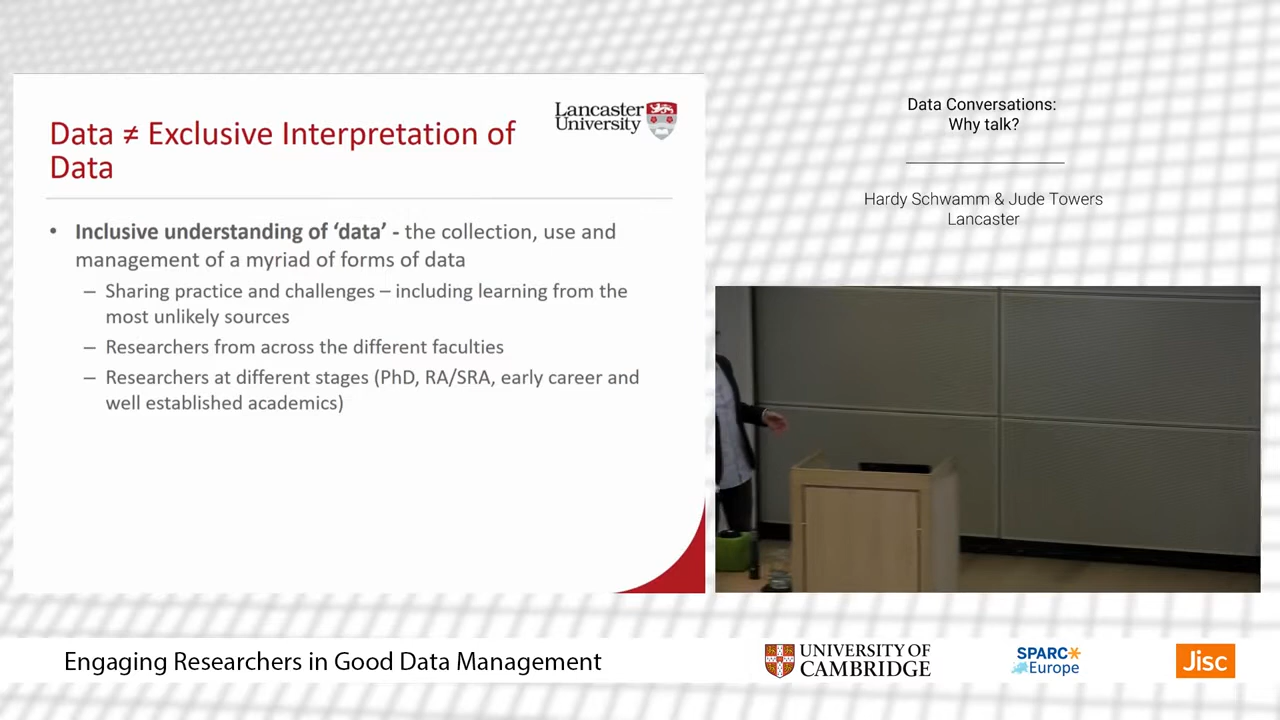 Data ≠ Exclusive Interpretation of
Data
Lancaster
University
• Inclusive understanding of ‘data’ - the collection, use and
management of a myriad of forms of data
– Sharing practice and challenges – including learning from the
most unlikely sources
– Researchers from across the different faculties
– Researchers at different stages (PhD, RA/SRA, early career and
well established academics)
Data Conversations:
Why talk?
Hardy Schwamm & Jude Towers
Lancaster
Engaging Researchers in Good Data Management
UNIVERSITY OF
CAMBRIDGE
SPARC
Europe
Jisc